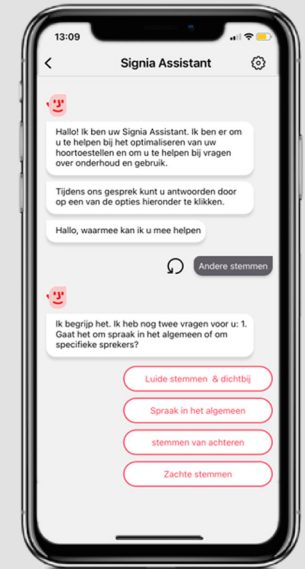 13:09
Signia Assistant
Hallo! Ik ben uw Signia Assistant. Ik ben er om
u te helpen bij het optimaliseren van uw
hoortoestellen en om u te helpen bij vragen
over onderhoud en gebruik.
Tijdens ons gesprek kunt u antwoorden door
op een van de opties hieronder te klikken.
Hallo, waarmee kan ik u mee helpen
Andere stemmen
Ik begrijp het. Ik heb nog twee vragen voor u: 1.
Gaat het om spraak in het algemeen of om
specifieke sprekers?
Luide stemmen & dichtbij
Spraak in het algemeen
stemmen van achteren
Zachte stemmen